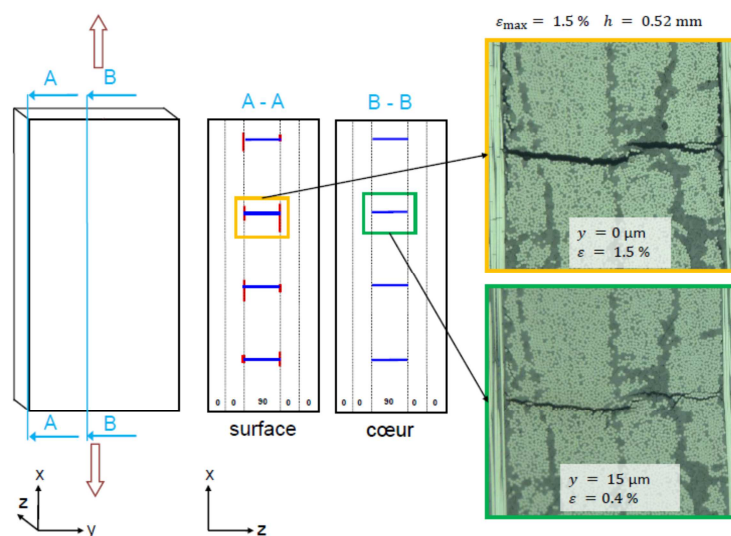 ε_max = 1.5 % h = 0.52 mm
A B
A - A
B - B
y = 0 µm
ε = 1.5 %
0 0 90 0 0
0 0 90 0 0
A B
surface
cœur
y = 15 µm
ε = 0.4 %
x
z
y
x
z